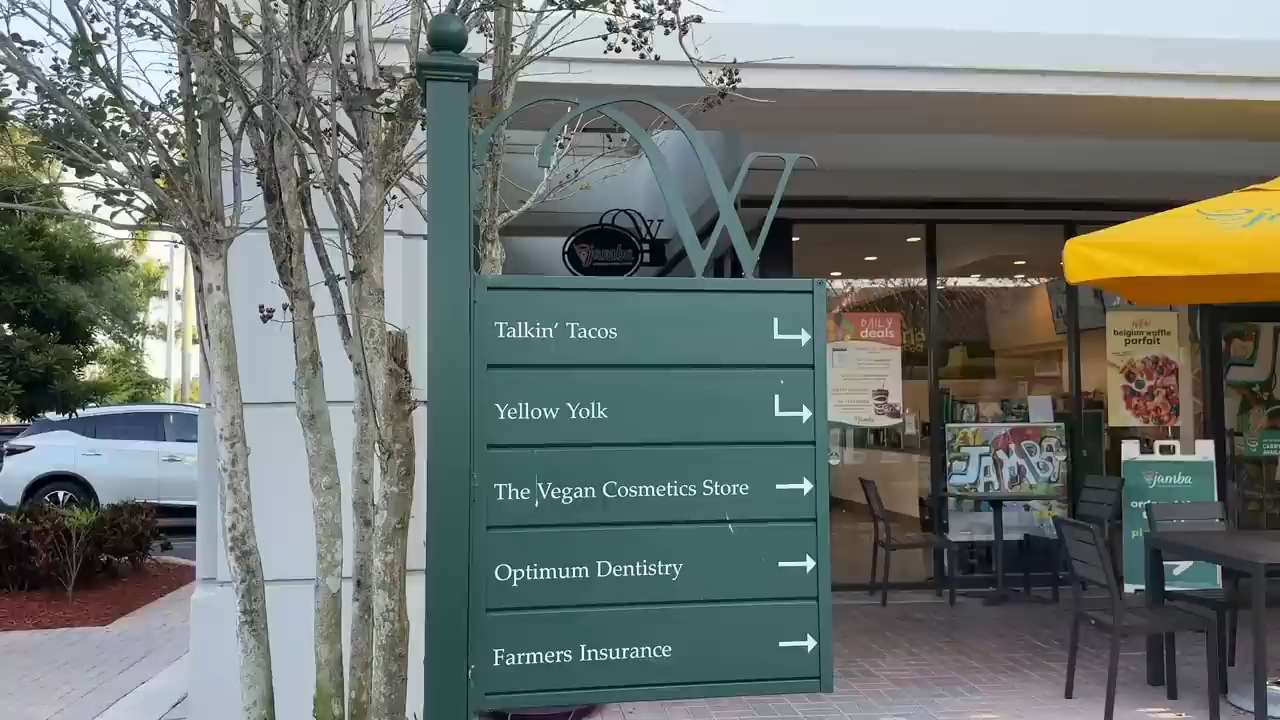 W
jamba
Talkin' Tacos
Yellow Yolk
The Vegan Cosmetics Store
Optimum Dentistry
Farmers Insurance
DAILY
deals
NEW
belgian waffle
parfait
JAMBA
jamba